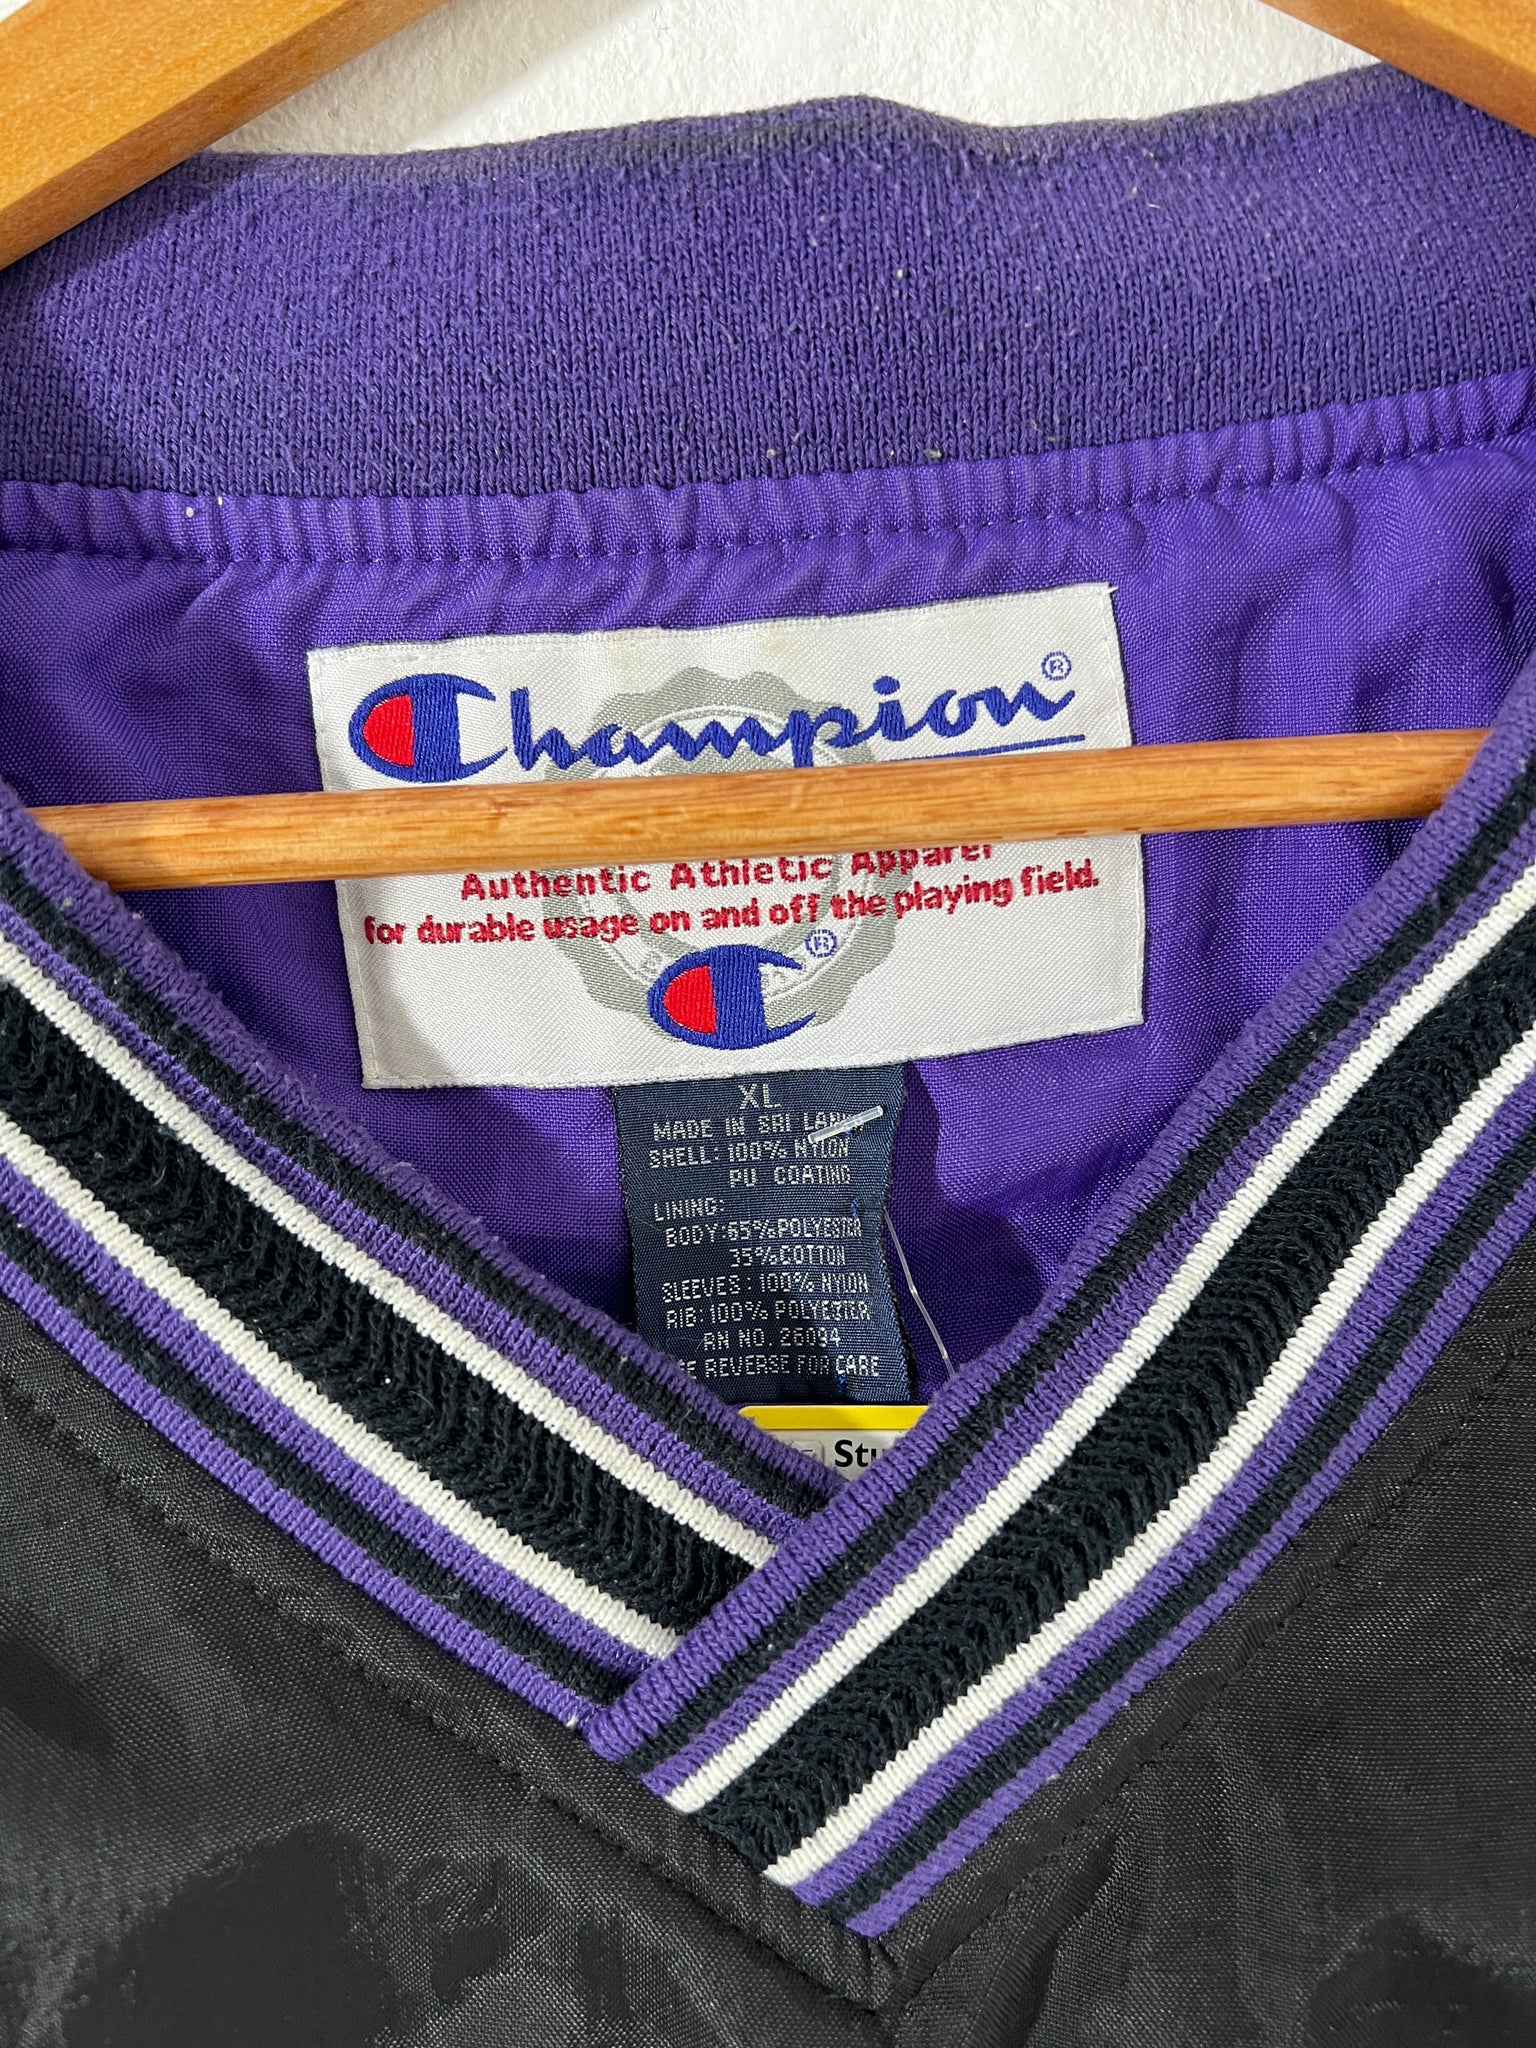 Champion®
Authentic Athletic Apparel
for durable usage on and off the playing field.
®
XL
MADE IN SRI LANKA
SHELL: 100% NYLON
PU COATING
LINING:
BODY: 65% POLYESTER
35% COTTON
SLEEVES: 100% NYLON
RIB: 100% POLYESTER
RN NO. 26094
REVERSE FOR CARE